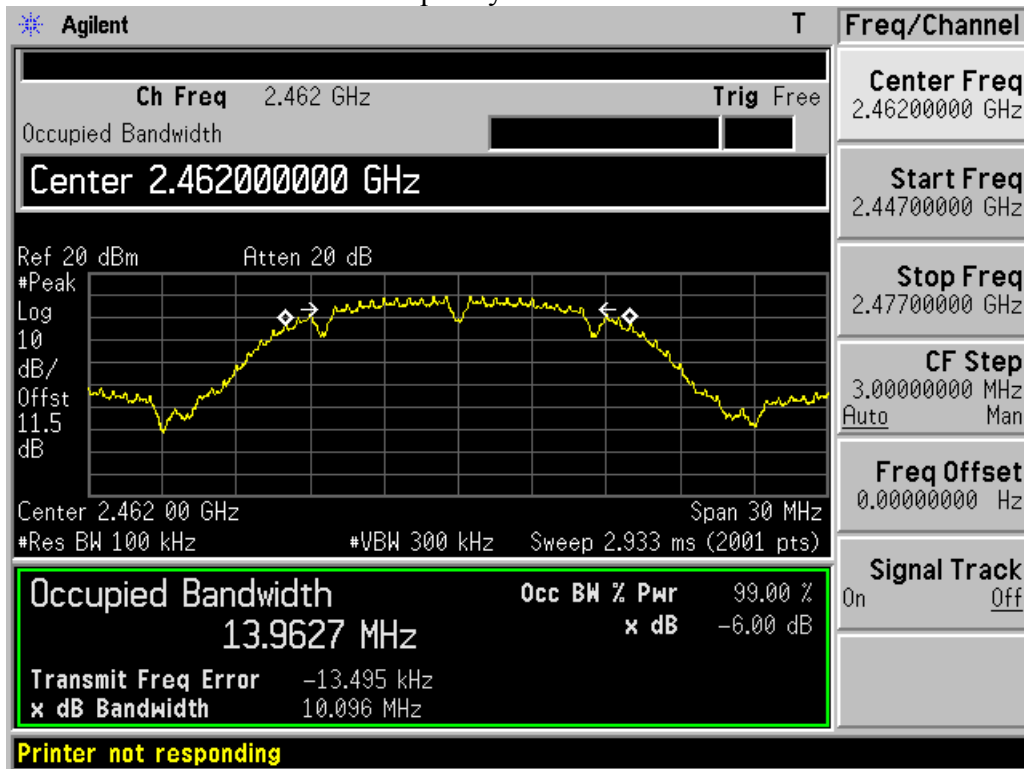 Agilent T
Ch Freq 2.462 GHz Trig Free
Occupied Bandwidth
Center 2.462000000 GHz
Ref 20 dBm Atten 20 dB
#Peak
Log
10
dB/
Offst
11.5
dB
Center 2.462 00 GHz Span 30 MHz
#Res BW 100 kHz #VBW 300 kHz Sweep 2.933 ms (2001 pts)
Occupied Bandwidth Occ BW % Pwr 99.00 %
13.9627 MHz x dB -6.00 dB
Transmit Freq Error -13.495 kHz
x dB Bandwidth 10.096 MHz
Printer not responding
Freq/Channel
Center Freq
2.46200000 GHz
Start Freq
2.44700000 GHz
Stop Freq
2.47700000 GHz
CF Step
3.00000000 MHz
Auto Man
Freq Offset
0.00000000 Hz
Signal Track
On Off